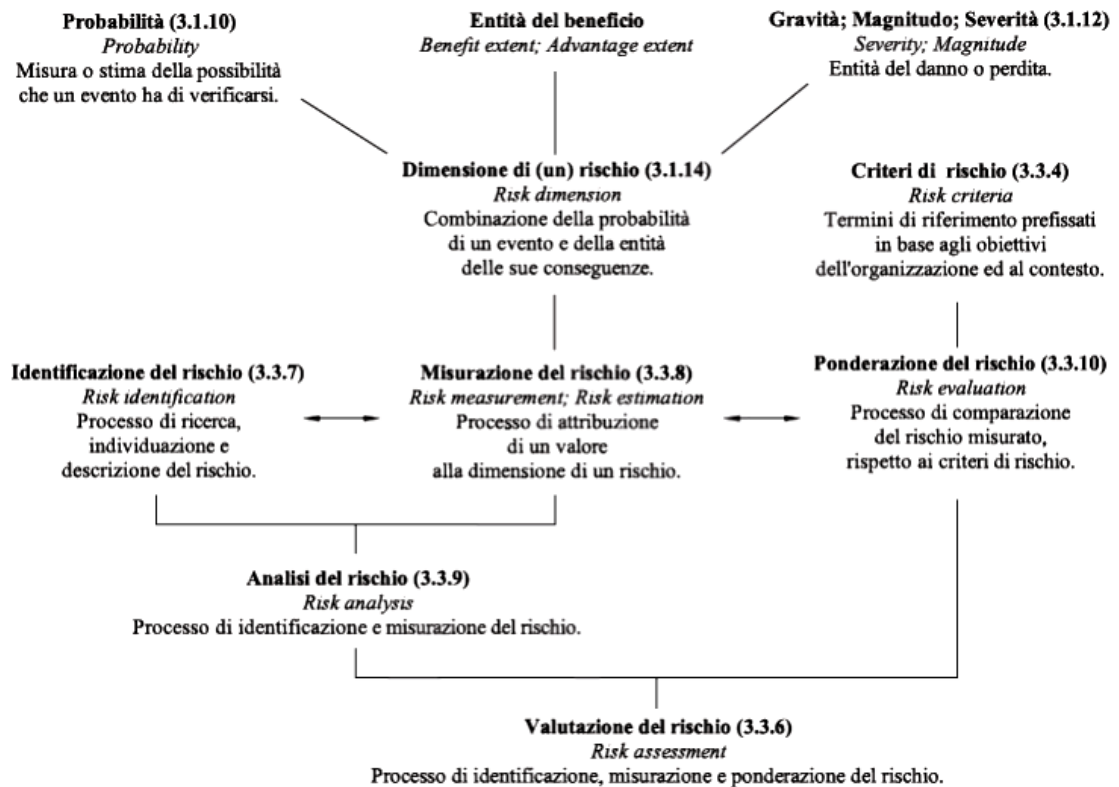 Probabilità (3.1.10)
Probability
Misura o stima della possibilità
che un evento ha di verificarsi.
Entità del beneficio
Benefit extent; Advantage extent
Gravità; Magnitudo; Severità (3.1.12)
Severity; Magnitude
Entità del danno o perdita.
Dimensione di (un) rischio (3.1.14)
Risk dimension
Combinazione della probabilità
di un evento e della entità
delle sue conseguenze.
Criteri di rischio (3.3.4)
Risk criteria
Termini di riferimento prefissati
in base agli obiettivi
dell'organizzazione ed al contesto.
Identificazione del rischio (3.3.7)
Risk identification
Processo di ricerca,
individuazione e
descrizione del rischio.
Misurazione del rischio (3.3.8)
Risk measurement; Risk estimation
Processo di attribuzione
di un valore
alla dimensione di un rischio.
Ponderazione del rischio (3.3.10)
Risk evaluation
Processo di comparazione
del rischio misurato,
rispetto ai criteri di rischio.
Analisi del rischio (3.3.9)
Risk analysis
Processo di identificazione e misurazione del rischio.
Valutazione del rischio (3.3.6)
Risk assessment
Processo di identificazione, misurazione e ponderazione del rischio.